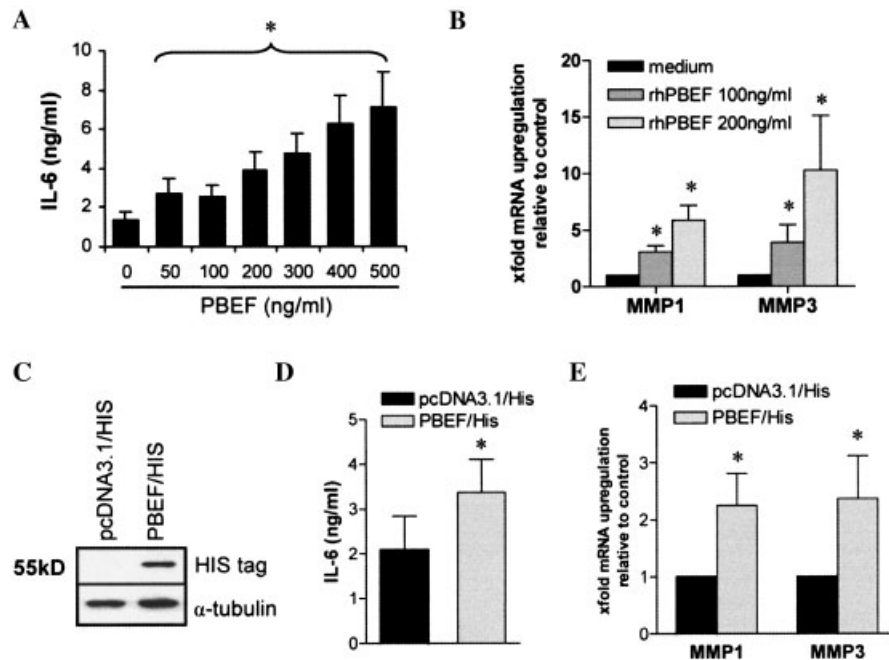 A
*
10
8
6
4
2
0
IL-6 (ng/ml)
0 50 100 200 300 400 500
PBEF (ng/ml)
B
medium
rhPBEF 100ng/ml
rhPBEF 200ng/ml
20
15
10
5
0
xfold mRNA upregulation
relative to control
* * * *
MMP1 MMP3
C
pcDNA3.1/HIS
PBEF/HIS
55kD
HIS tag
α-tubulin
D
pcDNA3.1/His
PBEF/His
5
4
3
2
1
0
IL-6 (ng/ml)
*
E
pcDNA3.1/His
PBEF/His
4
3
2
1
0
xfold mRNA upregulation
relative to control
* *
MMP1 MMP3